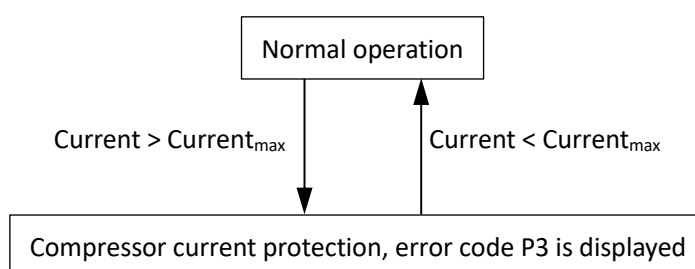 Normal operation
Current > Currentmax
Current < Currentmax
Compressor current protection, error code P3 is displayed